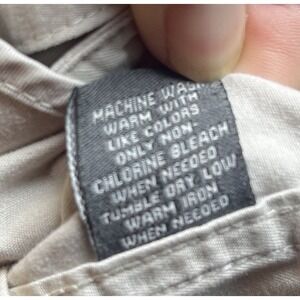 MACHINE WASH
WARM WITH
LIKE COLORS
ONLY NON-
CHLORINE BLEACH
WHEN NEEDED
TUMBLE DRY LOW
WARM IRON
WHEN NEEDED